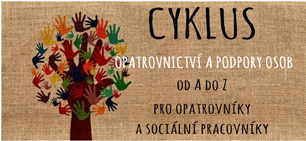 CYKLUS
OPATROVNICTVÍ A PODPORY OSOB
OD A DO Z
PRO OPATROVNÍKY
A SOCIÁLNÍ PRACOVNÍKY